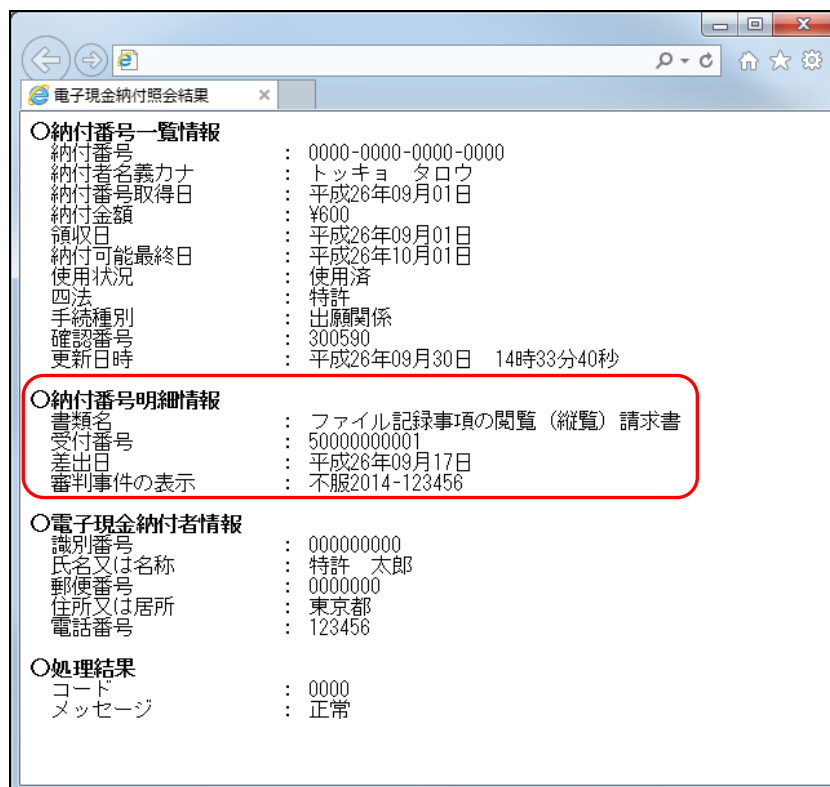 電子現金納付照会結果
○納付番号一覧情報
納付番号 : 0000-0000-0000-0000
納付者名義カナ : トッキョ　タロウ
納付番号取得日 : 平成26年09月01日
納付金額 : ¥600
領収日 : 平成26年09月01日
納付可能最終日 : 平成26年10月01日
使用状況 : 使用済
四法 : 特許
手続種別 : 出願関係
確認番号 : 300590
更新日時 : 平成26年09月30日　14時33分40秒
○納付番号明細情報
書類名 : ファイル記録事項の閲覧（縦覧）請求書
受付番号 : 50000000001
差出日 : 平成26年09月17日
審判事件の表示 : 不服2014-123456
○電子現金納付者情報
識別番号 : 000000000
氏名又は名称 : 特許　太郎
郵便番号 : 0000000
住所又は居所 : 東京都
電話番号 : 123456
○処理結果
コード : 0000
メッセージ : 正常